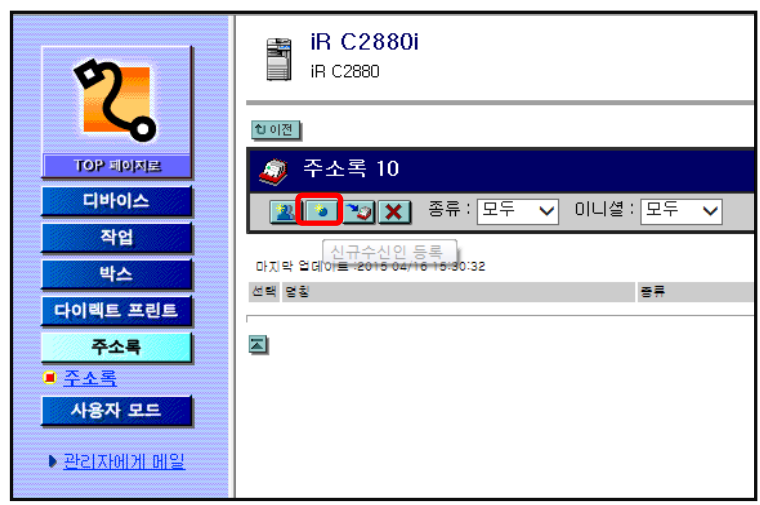 iR C2880i
iR C2880
이전
TOP 페이지로
주소록 10
디바이스
종류 : 모두 이니셜 : 모두
작업
신규수신인 등록
박스
마지막 업데이트 :2015 04/16 15:30:32
선택 명칭 종류
다이렉트 프린트
주소록
주소록
사용자 모드
관리자에게 메일